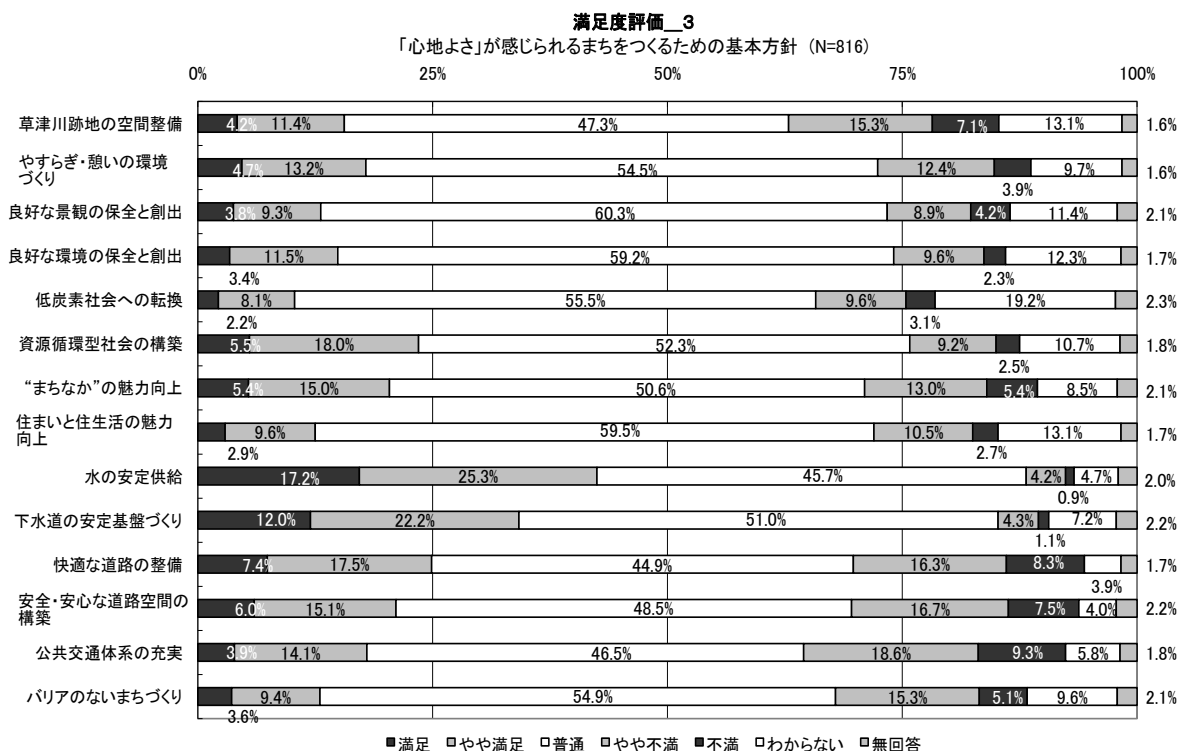 満足度評価__3
「心地よさ」が感じられるまちをつくるための基本方針 (N=816)
0% 25% 50% 75% 100%
草津川跡地の空間整備 4.2% 11.4% 47.3% 15.3% 7.1% 13.1% 1.6%
やすらぎ・憩いの環境
づくり 4.7% 13.2% 54.5% 12.4% 9.7% 1.6%
3.9%
良好な景観の保全と創出 3.8% 9.3% 60.3% 8.9% 4.2% 11.4% 2.1%
良好な環境の保全と創出 11.5% 59.2% 9.6% 12.3% 1.7%
3.4% 2.3%
低炭素社会への転換 8.1% 55.5% 9.6% 19.2% 2.3%
2.2% 3.1%
資源循環型社会の構築 5.5% 18.0% 52.3% 9.2% 10.7% 1.8%
2.5%
“まちなか”の魅力向上 5.4% 15.0% 50.6% 13.0% 5.4% 8.5% 2.1%
住まいと住生活の魅力
向上 9.6% 59.5% 10.5% 13.1% 1.7%
2.9% 2.7%
水の安定供給 17.2% 25.3% 45.7% 4.2% 4.7% 2.0%
0.9%
下水道の安定基盤づくり 12.0% 22.2% 51.0% 4.3% 7.2% 2.2%
1.1%
快適な道路の整備 7.4% 17.5% 44.9% 16.3% 8.3% 1.7%
3.9%
安全・安心な道路空間の
構築 6.0% 15.1% 48.5% 16.7% 7.5% 4.0% 2.2%
公共交通体系の充実 3.9% 14.1% 46.5% 18.6% 9.3% 5.8% 1.8%
バリアのないまちづくり 9.4% 54.9% 15.3% 5.1% 9.6% 2.1%
3.6%
■満足 ■やや満足 □普通 ■やや不満 ■不満 □わからない ■無回答